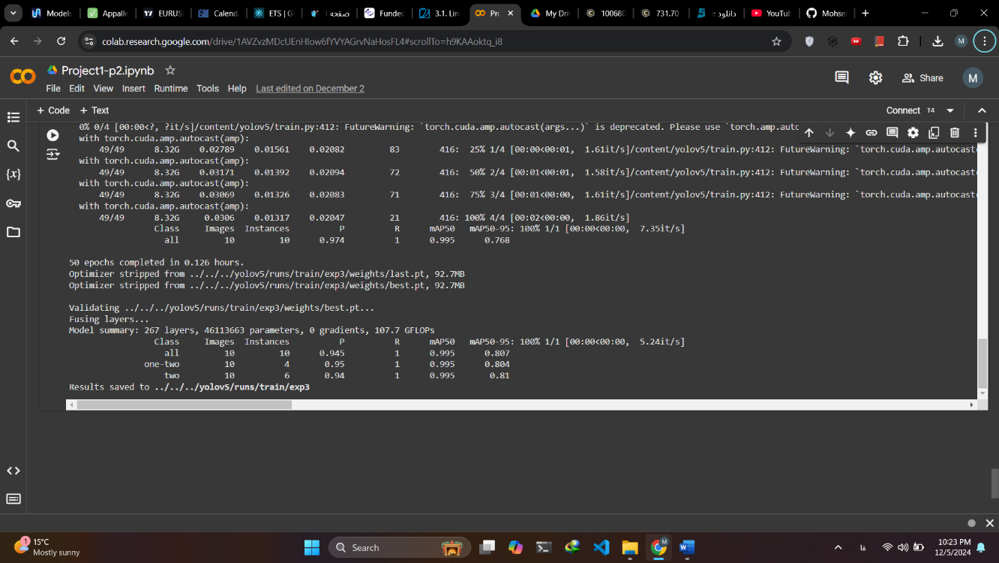 Models
Appalle
EURUS
Calend
ETS | Gl
صفحه ا
Funded
3.1. Lin
Pro
My Dri
100680
731.70
دانلود
YouTub
Mohse
colab.research.google.com/drive/1AVZvzMDcUEnHIow6fYVYAGrvNaHosFL4#scrollTo=h9KAAoktq_i8
M
Project1-p2.ipynb
File Edit View Insert Runtime Tools Help Last edited on December 2
Share
M
+ Code + Text
Connect T4
0% 0/4 [00:00<?, ?it/s]/content/yolov5/train.py:412: FutureWarning: `torch.cuda.amp.autocast(args...)` is deprecated. Please use `torch.amp.auto
with torch.cuda.amp.autocast(amp):
49/49 8.32G 0.02789 0.01561 0.02082 83 416: 25% 1/4 [00:00<00:01, 1.61it/s]/content/yolov5/train.py:412: FutureWarning: `torch.cuda.amp.autocast(
with torch.cuda.amp.autocast(amp):
49/49 8.32G 0.03171 0.01392 0.02094 72 416: 50% 2/4 [00:01<00:01, 1.58it/s]/content/yolov5/train.py:412: FutureWarning: `torch.cuda.amp.autocast(
with torch.cuda.amp.autocast(amp):
49/49 8.32G 0.03069 0.01326 0.02083 71 416: 75% 3/4 [00:01<00:00, 1.61it/s]/content/yolov5/train.py:412: FutureWarning: `torch.cuda.amp.autocast(
with torch.cuda.amp.autocast(amp):
49/49 8.32G 0.0306 0.01317 0.02047 21 416: 100% 4/4 [00:02<00:00, 1.86it/s]
Class Images Instances P R mAP50 mAP50-95: 100% 1/1 [00:00<00:00, 7.35it/s]
all 10 10 0.974 1 0.995 0.768
50 epochs completed in 0.126 hours.
Optimizer stripped from ../../../yolov5/runs/train/exp3/weights/last.pt, 92.7MB
Optimizer stripped from ../../../yolov5/runs/train/exp3/weights/best.pt, 92.7MB
Validating ../../../yolov5/runs/train/exp3/weights/best.pt...
Fusing layers...
Model summary: 267 layers, 46113663 parameters, 0 gradients, 107.7 GFLOPs
Class Images Instances P R mAP50 mAP50-95: 100% 1/1 [00:00<00:00, 5.24it/s]
all 10 10 0.945 1 0.995 0.807
one-two 10 4 0.95 1 0.995 0.804
two 10 6 0.94 1 0.995 0.81
Results saved to ../../../yolov5/runs/train/exp3
1
15°C
Mostly sunny
Search
فا
10:23 PM
12/5/2024